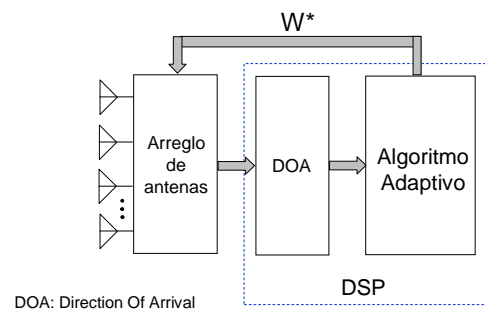 W*
Arreglo
de
antenas
DOA
Algoritmo
Adaptivo
DSP
DOA: Direction Of Arrival